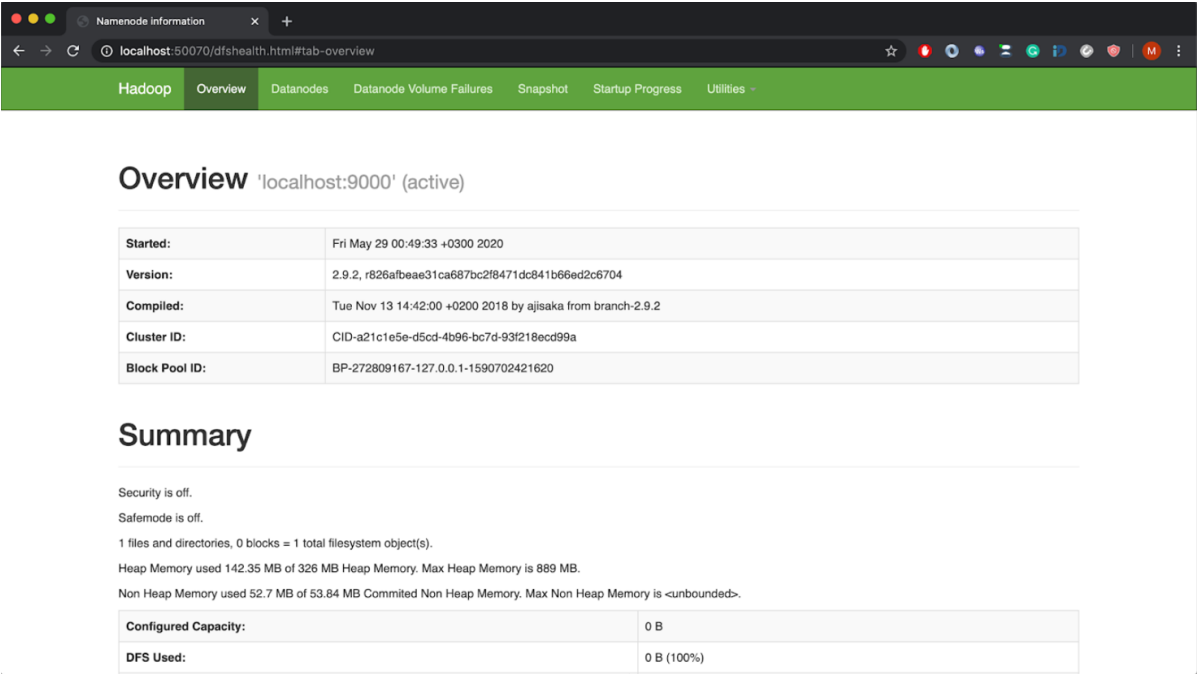 Namenode information
localhost:50070/dfshealth.html#tab-overview
M
Hadoop Overview Datanodes Datanode Volume Failures Snapshot Startup Progress Utilities
Overview 'localhost:9000' (active)
Started: Fri May 29 00:49:33 +0300 2020
Version: 2.9.2, r826afbeae31ca687bc2f8471dc841b66ed2c6704
Compiled: Tue Nov 13 14:42:00 +0200 2018 by ajisaka from branch-2.9.2
Cluster ID: CID-a21c1e5e-d5cd-4b96-bc7d-93f218ecd99a
Block Pool ID: BP-272809167-127.0.0.1-1590702421620
Summary
Security is off.
Safemode is off.
1 files and directories, 0 blocks = 1 total filesystem object(s).
Heap Memory used 142.35 MB of 326 MB Heap Memory. Max Heap Memory is 889 MB.
Non Heap Memory used 52.7 MB of 53.84 MB Commited Non Heap Memory. Max Non Heap Memory is <unbounded>.
Configured Capacity: 0 B
DFS Used: 0 B (100%)